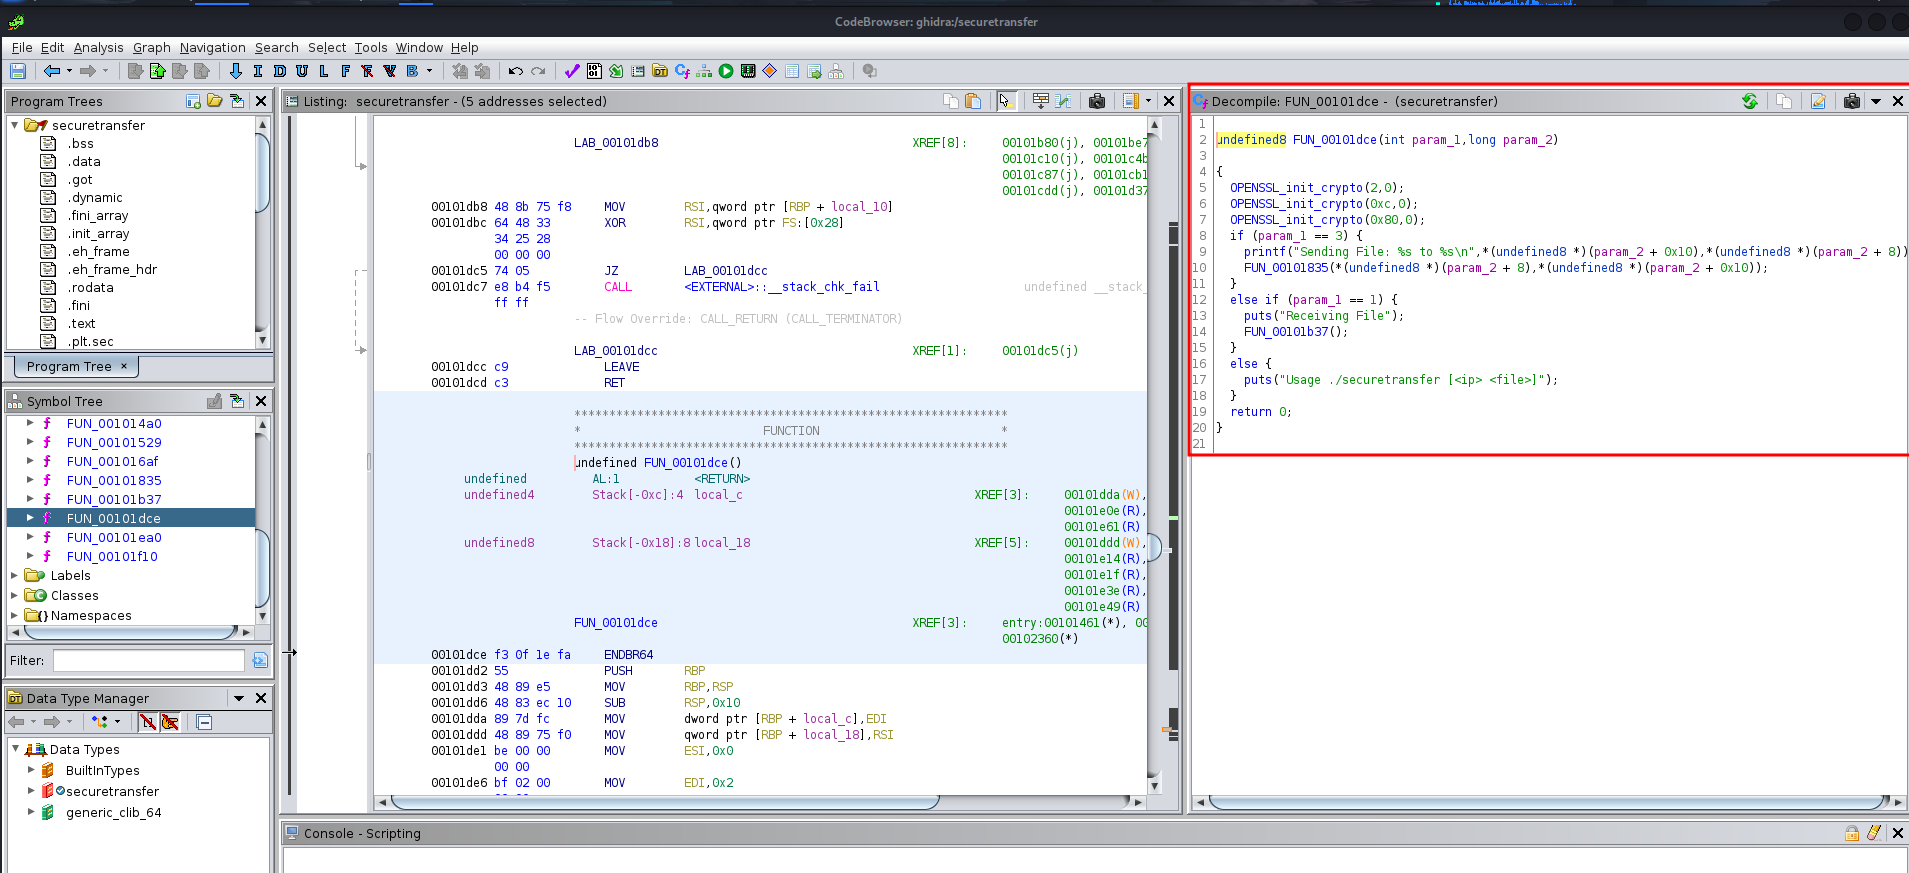 CodeBrowser: ghidra:/securetransfer
File Edit Analysis Graph Navigation Search Select Tools Window Help
I D U L F F V B
Program Trees
securetransfer
.bss
.data
.got
.dynamic
.fini_array
.init_array
.eh_frame
.eh_frame_hdr
.rodata
.fini
.text
.plt.sec
Program Tree ×
Symbol Tree
f FUN_001014a0
f FUN_00101529
f FUN_001016af
f FUN_00101835
f FUN_00101b37
f FUN_00101dce
f FUN_00101ea0
f FUN_00101f10
Labels
Classes
Namespaces
Filter:
Data Type Manager
Data Types
BuiltInTypes
securetransfer
generic_clib_64
Listing: securetransfer - (5 addresses selected)
LAB_00101db8 XREF[8]: 00101b80(j), 00101be7
00101c10(j), 00101c4b
00101c87(j), 00101cb1
00101cdd(j), 00101d37
00101db8 48 8b 75 f8 MOV RSI,qword ptr [RBP + local_10]
00101dbc 64 48 33 XOR RSI,qword ptr FS:[0x28]
34 25 28
00 00 00
00101dc5 74 05 JZ LAB_00101dcc
00101dc7 e8 b4 f5 CALL <EXTERNAL>::__stack_chk_fail undefined __stack_
ff ff
-- Flow Override: CALL_RETURN (CALL_TERMINATOR)
LAB_00101dcc XREF[1]: 00101dc5(j)
00101dcc c9 LEAVE
00101dcd c3 RET
**************************************************************
* FUNCTION *
**************************************************************
undefined FUN_00101dce()
undefined AL:1 <RETURN>
undefined4 Stack[-0xc]:4 local_c XREF[3]: 00101dda(W),
00101e0e(R),
00101e61(R)
undefined8 Stack[-0x18]:8 local_18 XREF[5]: 00101ddd(W),
00101e14(R),
00101e1f(R),
00101e3e(R),
00101e49(R)
FUN_00101dce XREF[3]: entry:00101461(*), 00
00102360(*)
00101dce f3 0f 1e fa ENDBR64
00101dd2 55 PUSH RBP
00101dd3 48 89 e5 MOV RBP,RSP
00101dd6 48 83 ec 10 SUB RSP,0x10
00101dda 89 7d fc MOV dword ptr [RBP + local_c],EDI
00101ddd 48 89 75 f0 MOV qword ptr [RBP + local_18],RSI
00101de1 be 00 00 MOV ESI,0x0
00 00
00101de6 bf 02 00 MOV EDI,0x2
Decompile: FUN_00101dce - (securetransfer)
1
2 undefined8 FUN_00101dce(int param_1,long param_2)
3
4 {
5 OPENSSL_init_crypto(2,0);
6 OPENSSL_init_crypto(0xc,0);
7 OPENSSL_init_crypto(0x80,0);
8 if (param_1 == 3) {
9 printf("Sending File: %s to %s\n",*(undefined8 *)(param_2 + 0x10),*(undefined8 *)(param_2 + 8))
10 FUN_00101835(*(undefined8 *)(param_2 + 8),*(undefined8 *)(param_2 + 0x10));
11 }
12 else if (param_1 == 1) {
13 puts("Receiving File");
14 FUN_00101b37();
15 }
16 else {
17 puts("Usage ./securetransfer [<ip> <file>]");
18 }
19 return 0;
20 }
21
Console - Scripting